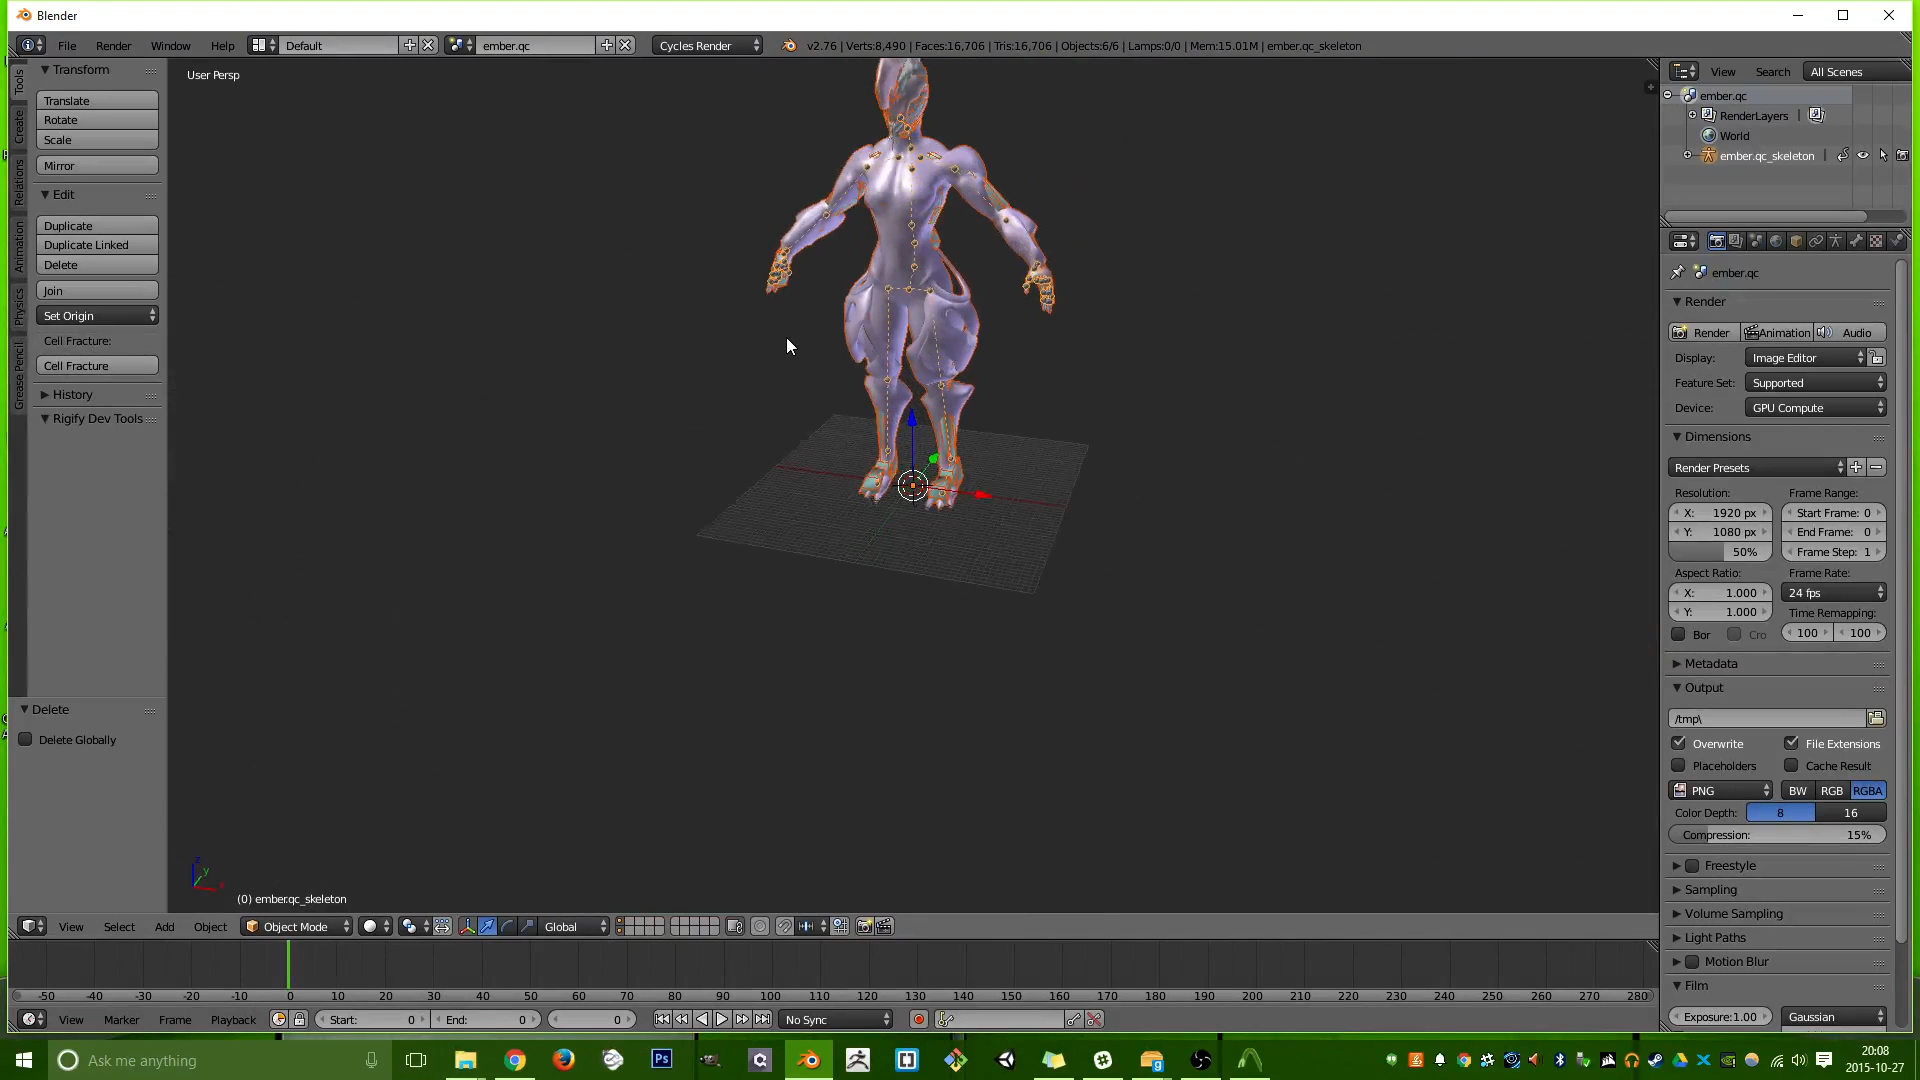 Blender
File Render Window Help Default ember.qc Cycles Render v2.76 | Verts:8,490 | Faces:16,706 | Tris:16,706 | Objects:6/6 | Lamps:0/0 | Mem:15.01M | ember.qc_skeleton
Tools
Create
Relations
Animation
Physics
Grease Pencil
Transform
Translate
Rotate
Scale
Mirror
Edit
Duplicate
Duplicate Linked
Delete
Join
Set Origin
Cell Fracture:
Cell Fracture
History
Rigify Dev Tools
Delete
Delete Globally
User Persp
z
y
x
(0) ember.qc_skeleton
View Search All Scenes
ember.qc
RenderLayers |
World
ember.qc_skeleton |
ember.qc
Render
Render Animation Audio
Display: Image Editor
Feature Set: Supported
Device: GPU Compute
Dimensions
Render Presets
Resolution: Frame Range:
X: 1920 px Start Frame: 0
Y: 1080 px End Frame: 0
50% Frame Step: 1
Aspect Ratio: Frame Rate:
X: 1.000 24 fps
Y: 1.000 Time Remapping:
Bor Cro 100 100
Metadata
Output
/tmp\
Overwrite File Extensions
Placeholders Cache Result
PNG BW RGB RGBA
Color Depth: 8 16
Compression: 15%
Freestyle
Sampling
Volume Sampling
Light Paths
Motion Blur
Film
Exposure:1.00 Gaussian
View Select Add Object Object Mode Global
-50 -40 -30 -20 -10 0 10 20 30 40 50 60 70 80 90 100 110 120 130 140 150 160 170 180 190 200 210 220 230 240 250 260 270 280
View Marker Frame Playback Start: 0 End: 0 0 No Sync
Ask me anything
Ps
20:08
2015-10-27